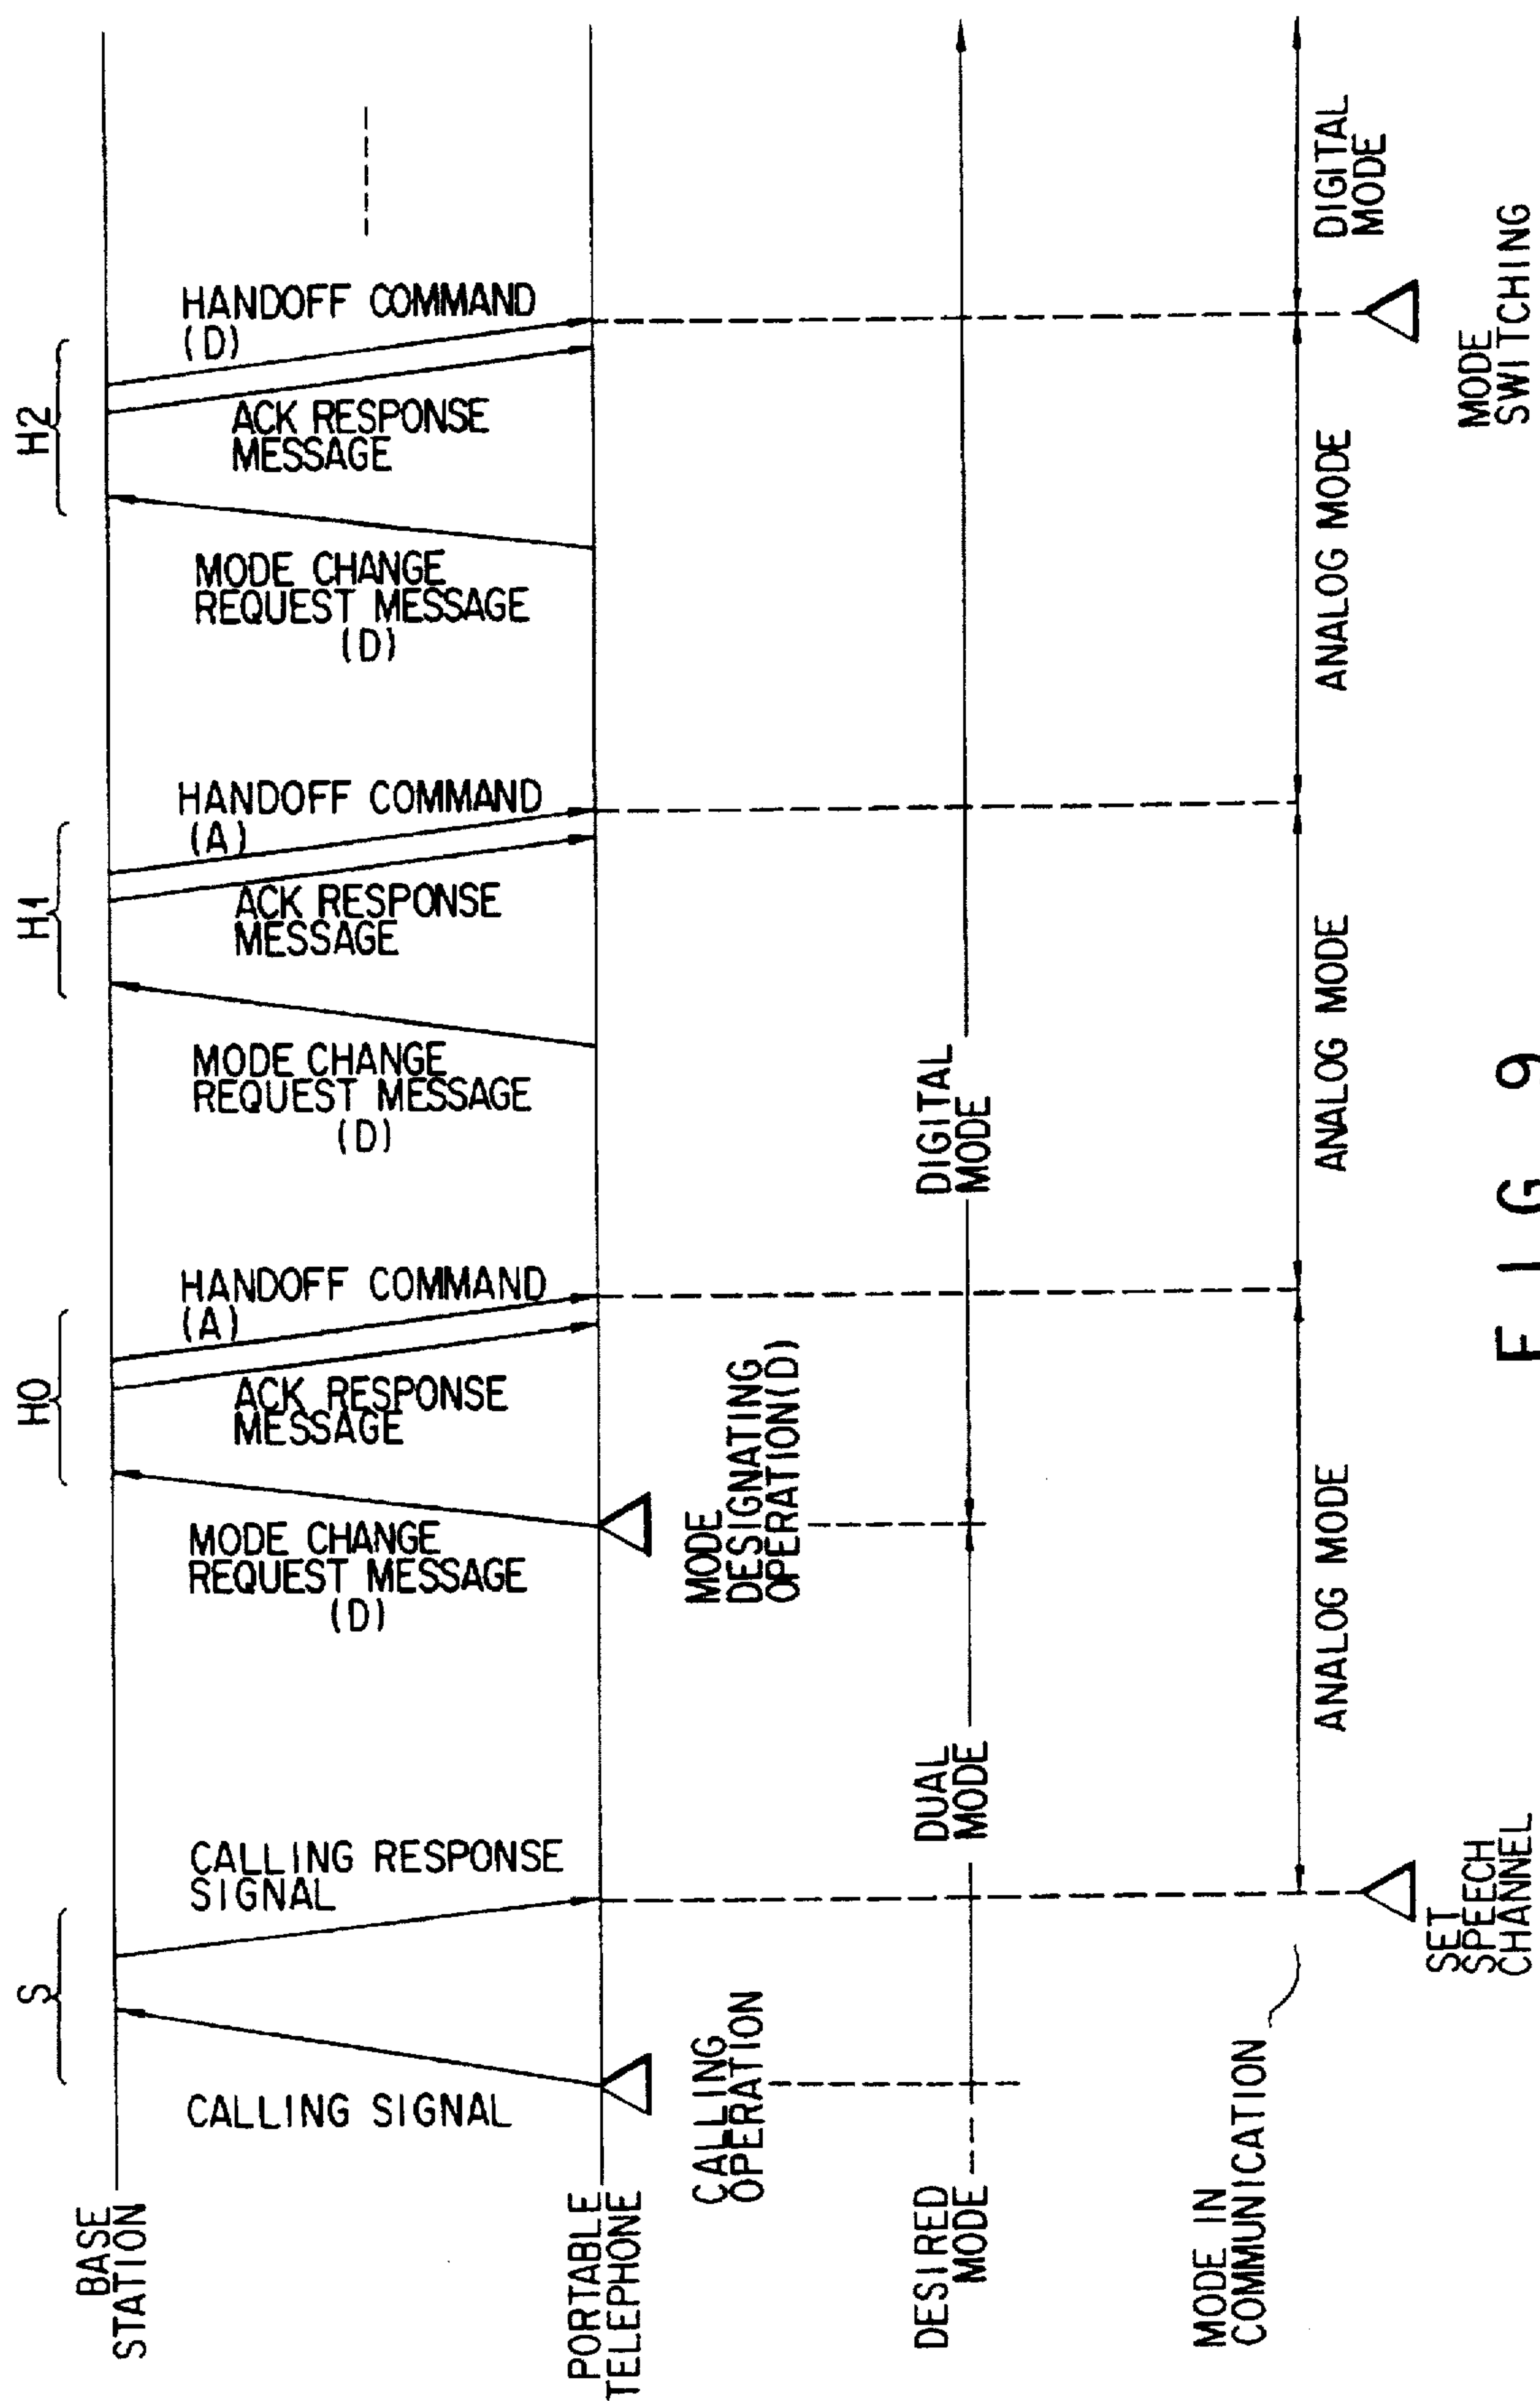 BASE
STATION
S
H0
H1
H2
CALLING SIGNAL
CALLING RESPONSE
SIGNAL
MODE CHANGE
REQUEST MESSAGE
(D)
ACK RESPONSE
MESSAGE
HANDOFF COMMAND
(A)
MODE CHANGE
REQUEST MESSAGE
(D)
ACK RESPONSE
MESSAGE
HANDOFF COMMAND
(A)
MODE CHANGE
REQUEST MESSAGE
(D)
ACK RESPONSE
MESSAGE
HANDOFF COMMAND
(D)
PORTABLE
TELEPHONE
CALLING
OPERATION
MODE
DESIGNATING
OPERATION(D)
DESIRED
MODE
DUAL
MODE
DIGITAL
MODE
MODE IN
COMMUNICATION
ANALOG MODE
ANALOG MODE
ANALOG MODE
DIGITAL
MODE
SET
SPEECH
CHANNEL
MODE
SWITCHING
FIG 9